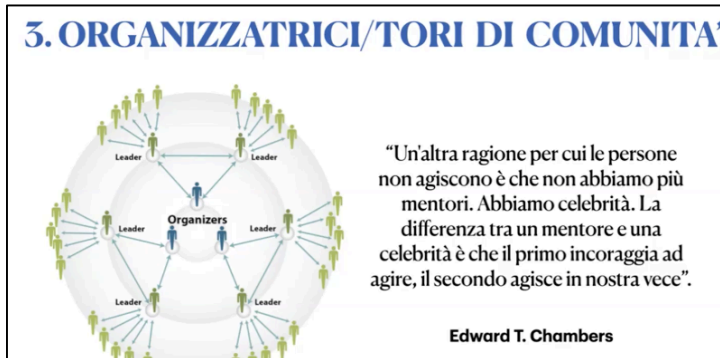 3. ORGANIZZATRICI/TORI DI COMUNITA'
Leader
Leader
Organizers
Leader
Leader
Leader
Leader
“Un'altra ragione per cui le persone
non agiscono è che non abbiamo più
mentori. Abbiamo celebrità. La
differenza tra un mentore e una
celebrità è che il primo incoraggia ad
agire, il secondo agisce in nostra vece”.
Edward T. Chambers